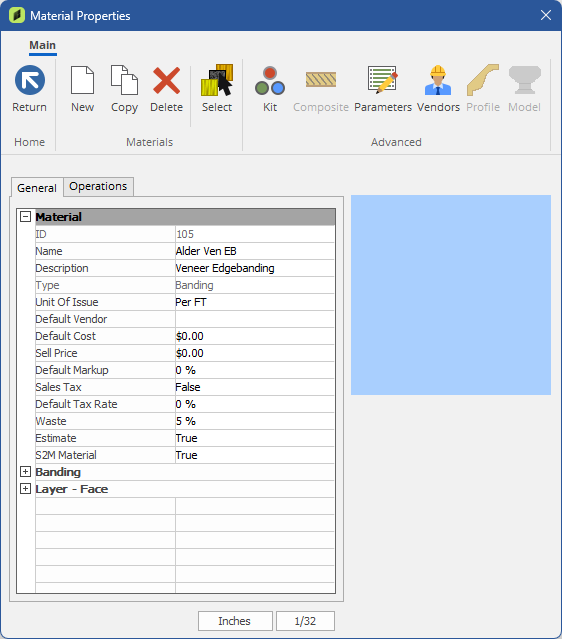 Material Properties
Main
Return New Copy Delete Select Kit Composite Parameters Vendors Profile Model
Home Materials Advanced
General Operations
Material
ID 105
Name Alder Ven EB
Description Veneer Edgebanding
Type Banding
Unit Of Issue Per FT
Default Vendor
Default Cost $0.00
Sell Price $0.00
Default Markup 0 %
Sales Tax False
Default Tax Rate 0 %
Waste 5 %
Estimate True
S2M Material True
Banding
Layer - Face
Inches 1/32